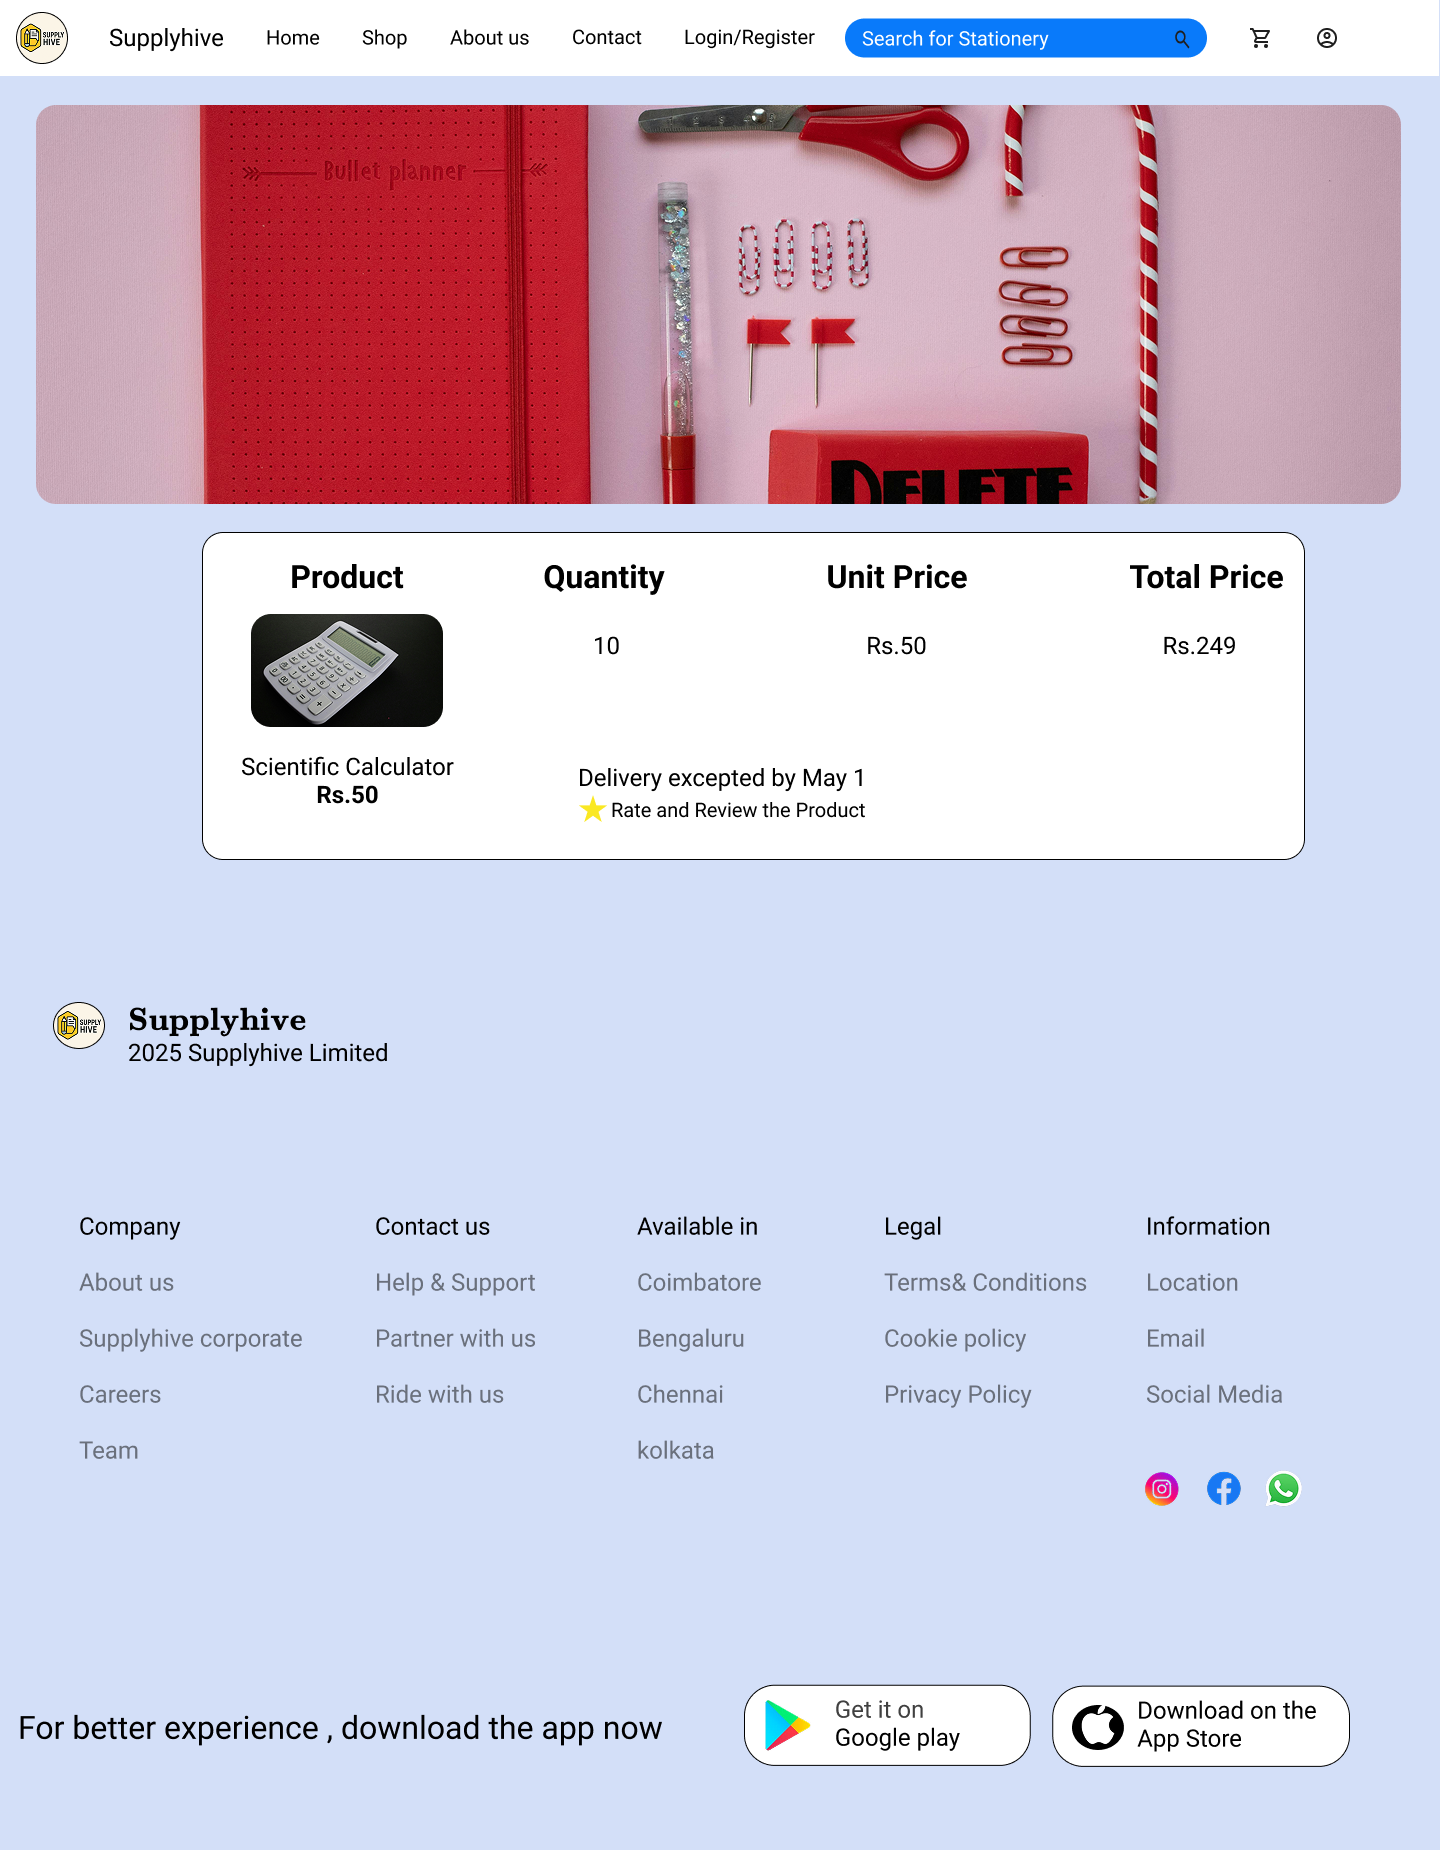 SUPPLY
HIVE
Supplyhive
Home
Shop
About us
Contact
Login/Register
Search for Stationery
Bullet planner
DELETE
Product
Quantity
Unit Price
Total Price
10
Rs.50
Rs.249
Scientific Calculator
Rs.50
Delivery excepted by May 1
Rate and Review the Product
SUPPLY
HIVE
Supplyhive
2025 Supplyhive Limited
Company
About us
Supplyhive corporate
Careers
Team
Contact us
Help & Support
Partner with us
Ride with us
Available in
Coimbatore
Bengaluru
Chennai
kolkata
Legal
Terms& Conditions
Cookie policy
Privacy Policy
Information
Location
Email
Social Media
For better experience , download the app now
Get it on
Google play
Download on the
App Store